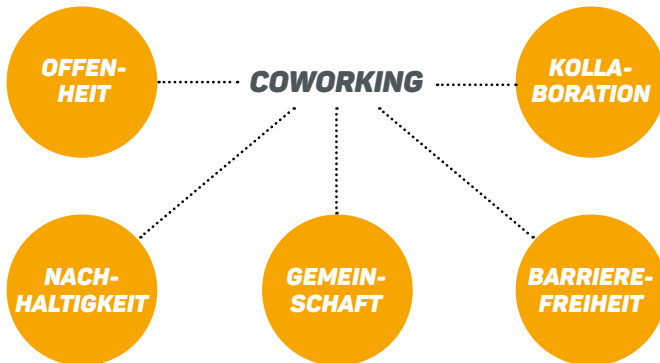 OFFEN-
HEIT
COWORKING
KOLLA-
BORATION
NACH-
HALTIGKEIT
GEMEIN-
SCHAFT
BARRIERE-
FREIHEIT